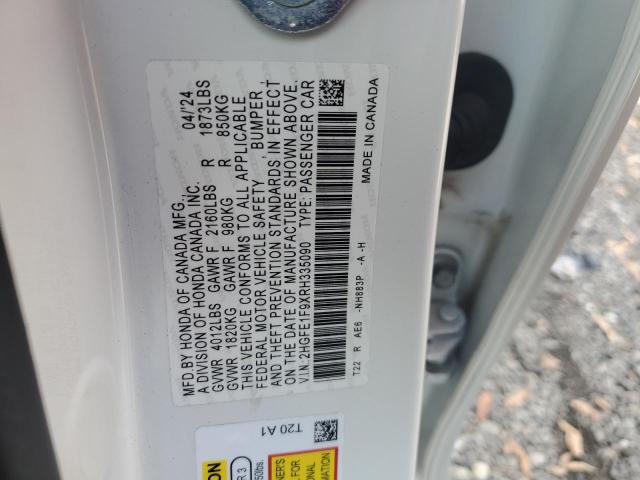 MFD.BY HONDA OF CANADA MFG., 04/'24
A DIVISION OF HONDA CANADA INC.
GVWR 4012LBS GAWR F 2160LBS R 1873LBS
GVWR 1820KG GAWR F 980KG R 850KG
THIS VEHICLE CONFORMS TO ALL APPLICABLE
FEDERAL MOTOR VEHICLE SAFETY BUMPER,
AND THEFT PREVENTION STANDARDS IN EFFECT
ON THE DATE OF MANUFACTURE SHOWN ABOVE.
V.I.N.:2HGFE1F9XRH335090 TYPE: PASSENGER CAR
MADE IN CANADA
T22 R AE6 -NH883P -A -H
T20 A1